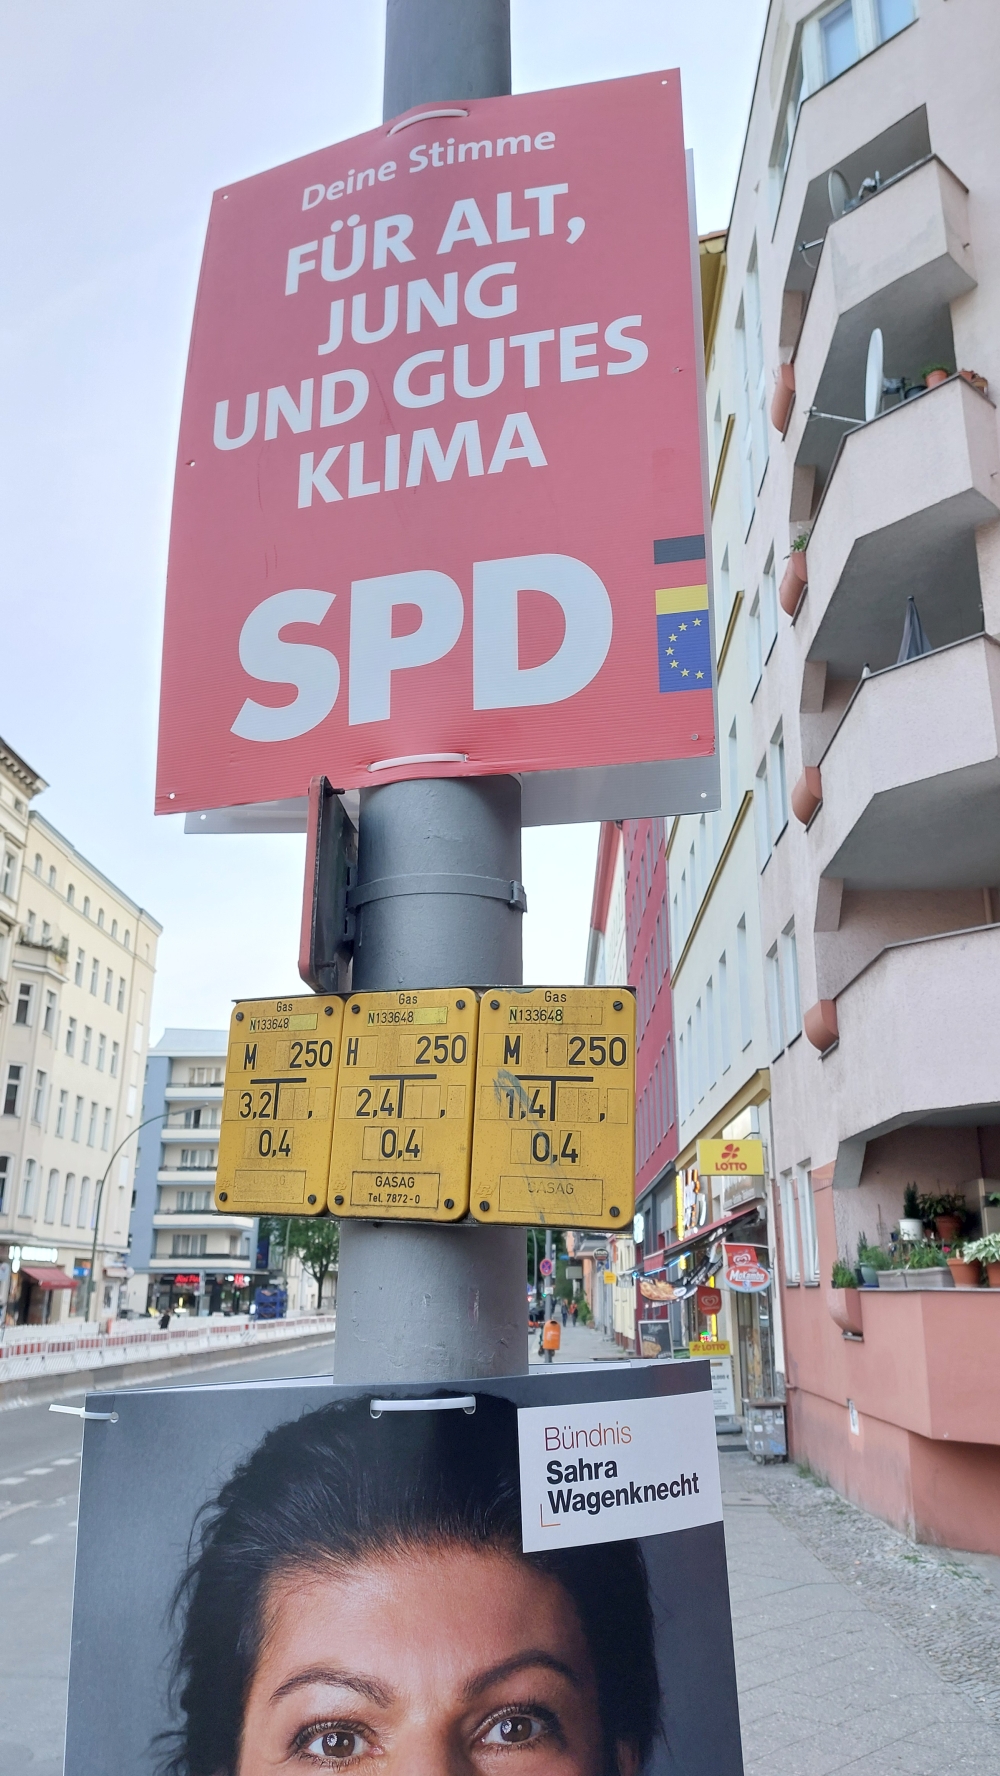 Deine Stimme
FÜR ALT,
JUNG
UND GUTES
KLIMA
SPD
Gas
N133648
M 250
3,2 ,
0,4
Gas
N133648
H 250
2,4 ,
0,4
GASAG
Tel. 7872-0
Gas
N133648
M 250
1,4 ,
0,4
GASAG
LOTTO
LOTTO
Bündnis
Sahra
Wagenknecht